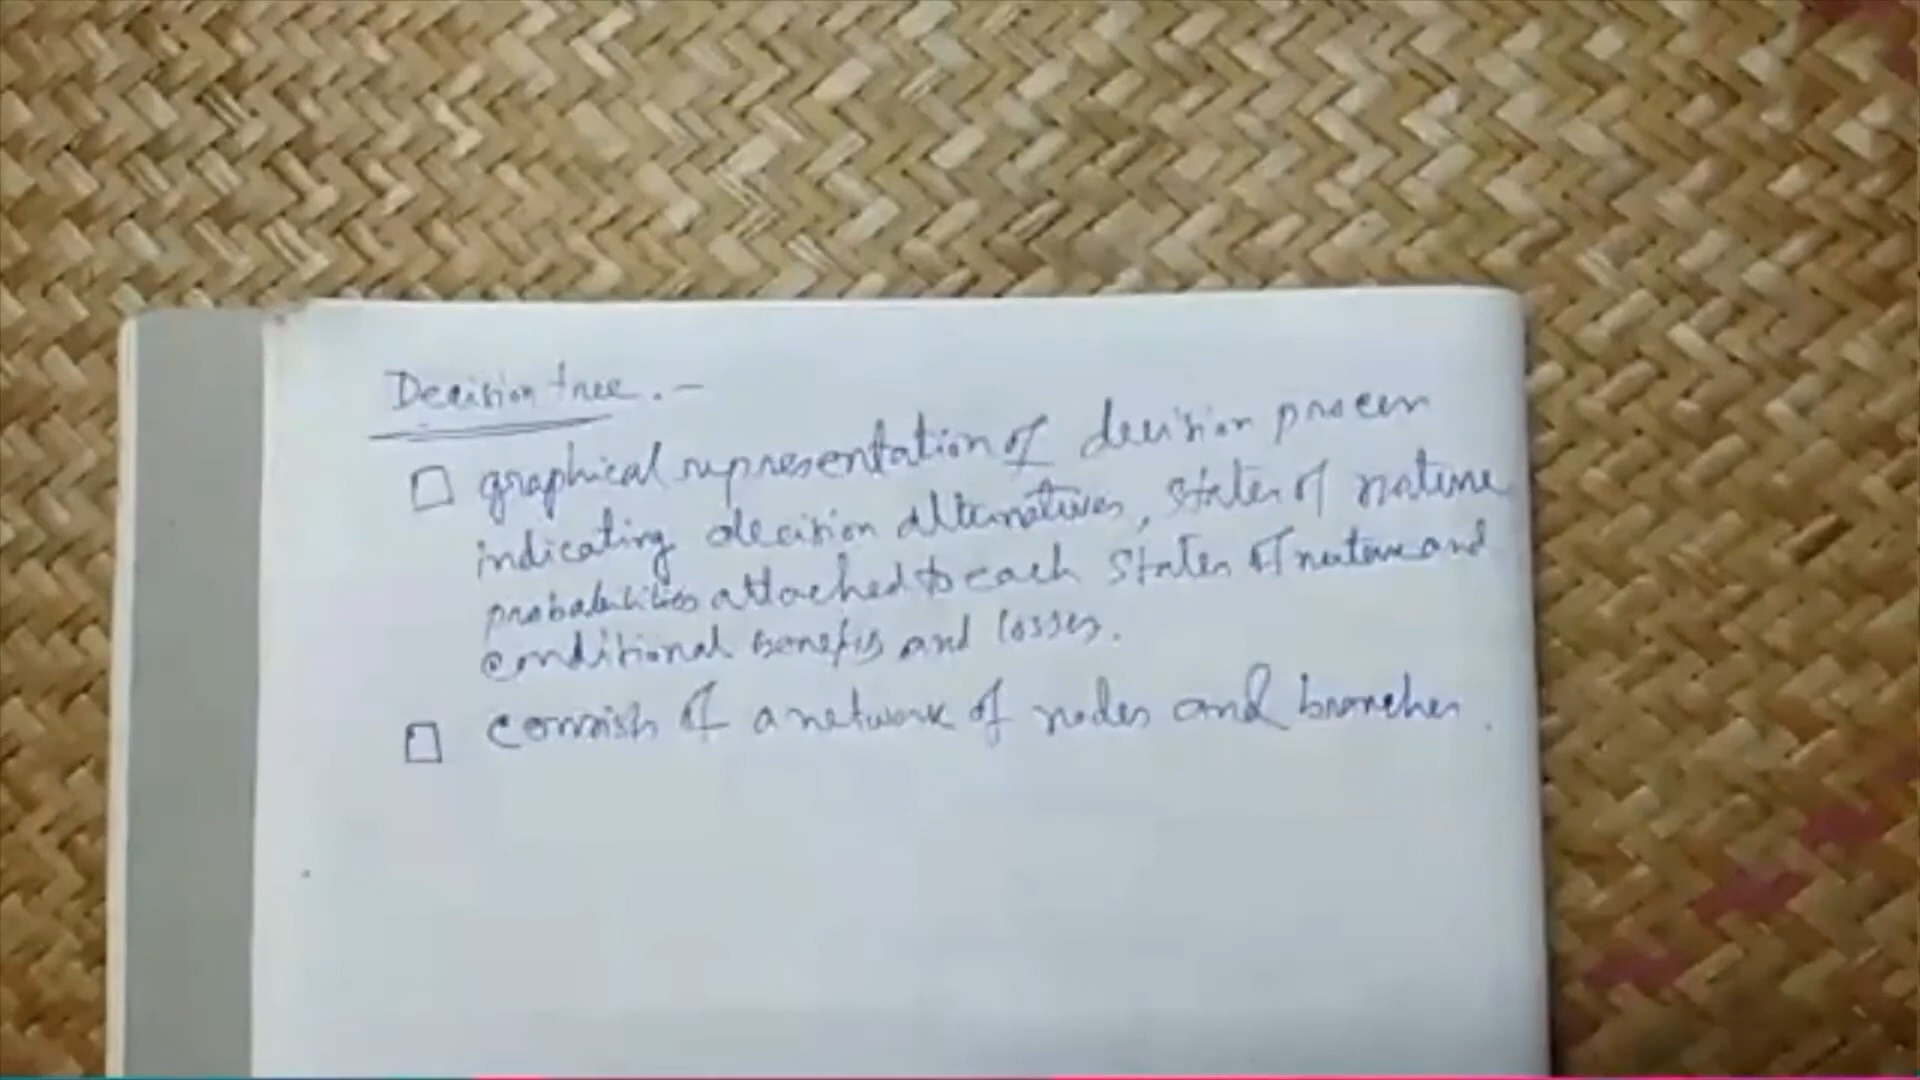 Decision tree. -
□ graphical representation of decision process
indicating decision alternatives, states of nature
probabilities attached to each states of nature and
conditional benefits and losses.
□ consists of a network of nodes and branches.